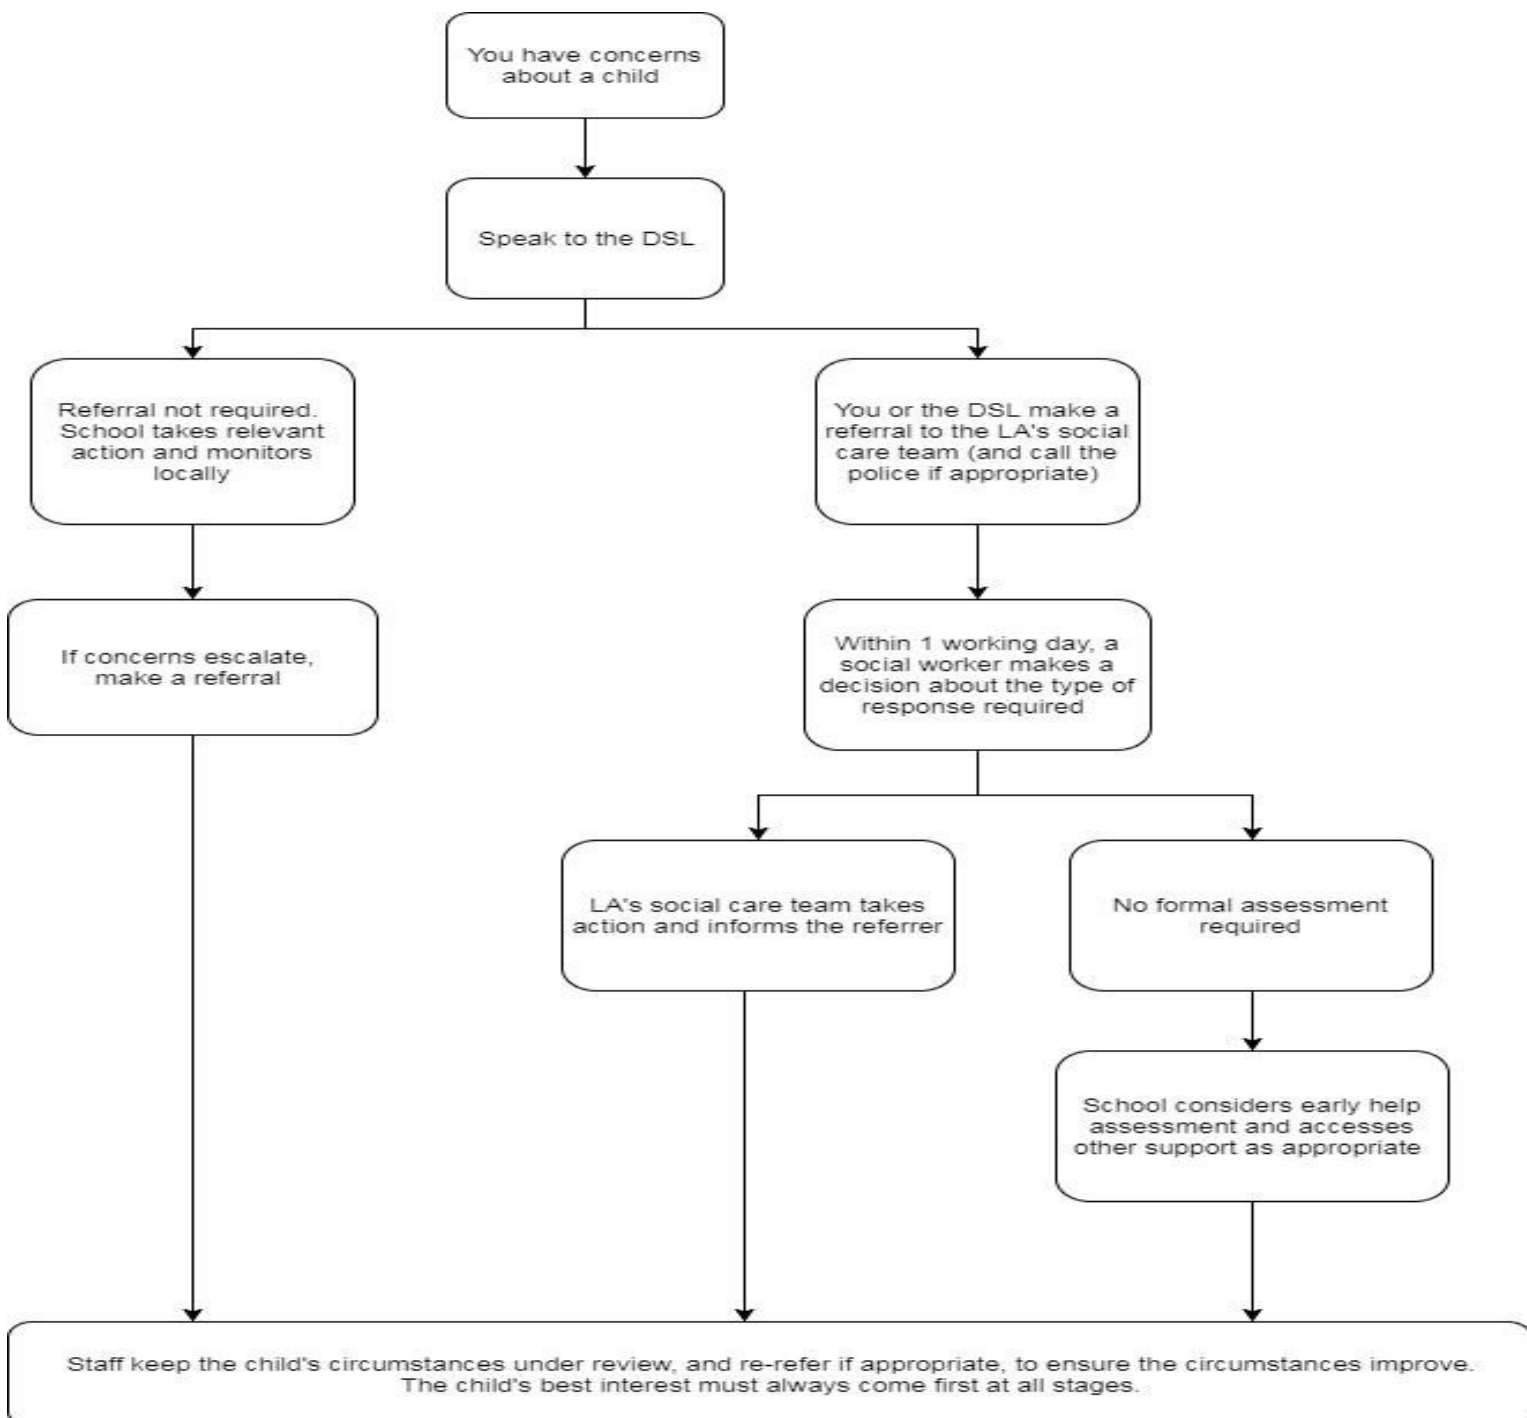 You have concerns
about a child
Speak to the DSL
Referral not required.
School takes relevant
action and monitors
locally
You or the DSL make a
referral to the LA's social
care team (and call the
police if appropriate)
If concerns escalate,
make a referral
Within 1 working day, a
social worker makes a
decision about the type of
response required
LA's social care team takes
action and informs the referrer
No formal assessment
required
School considers early help
assessment and accesses
other support as appropriate
Staff keep the child's circumstances under review, and re-refer if appropriate, to ensure the circumstances improve.
The child's best interest must always come first at all stages.